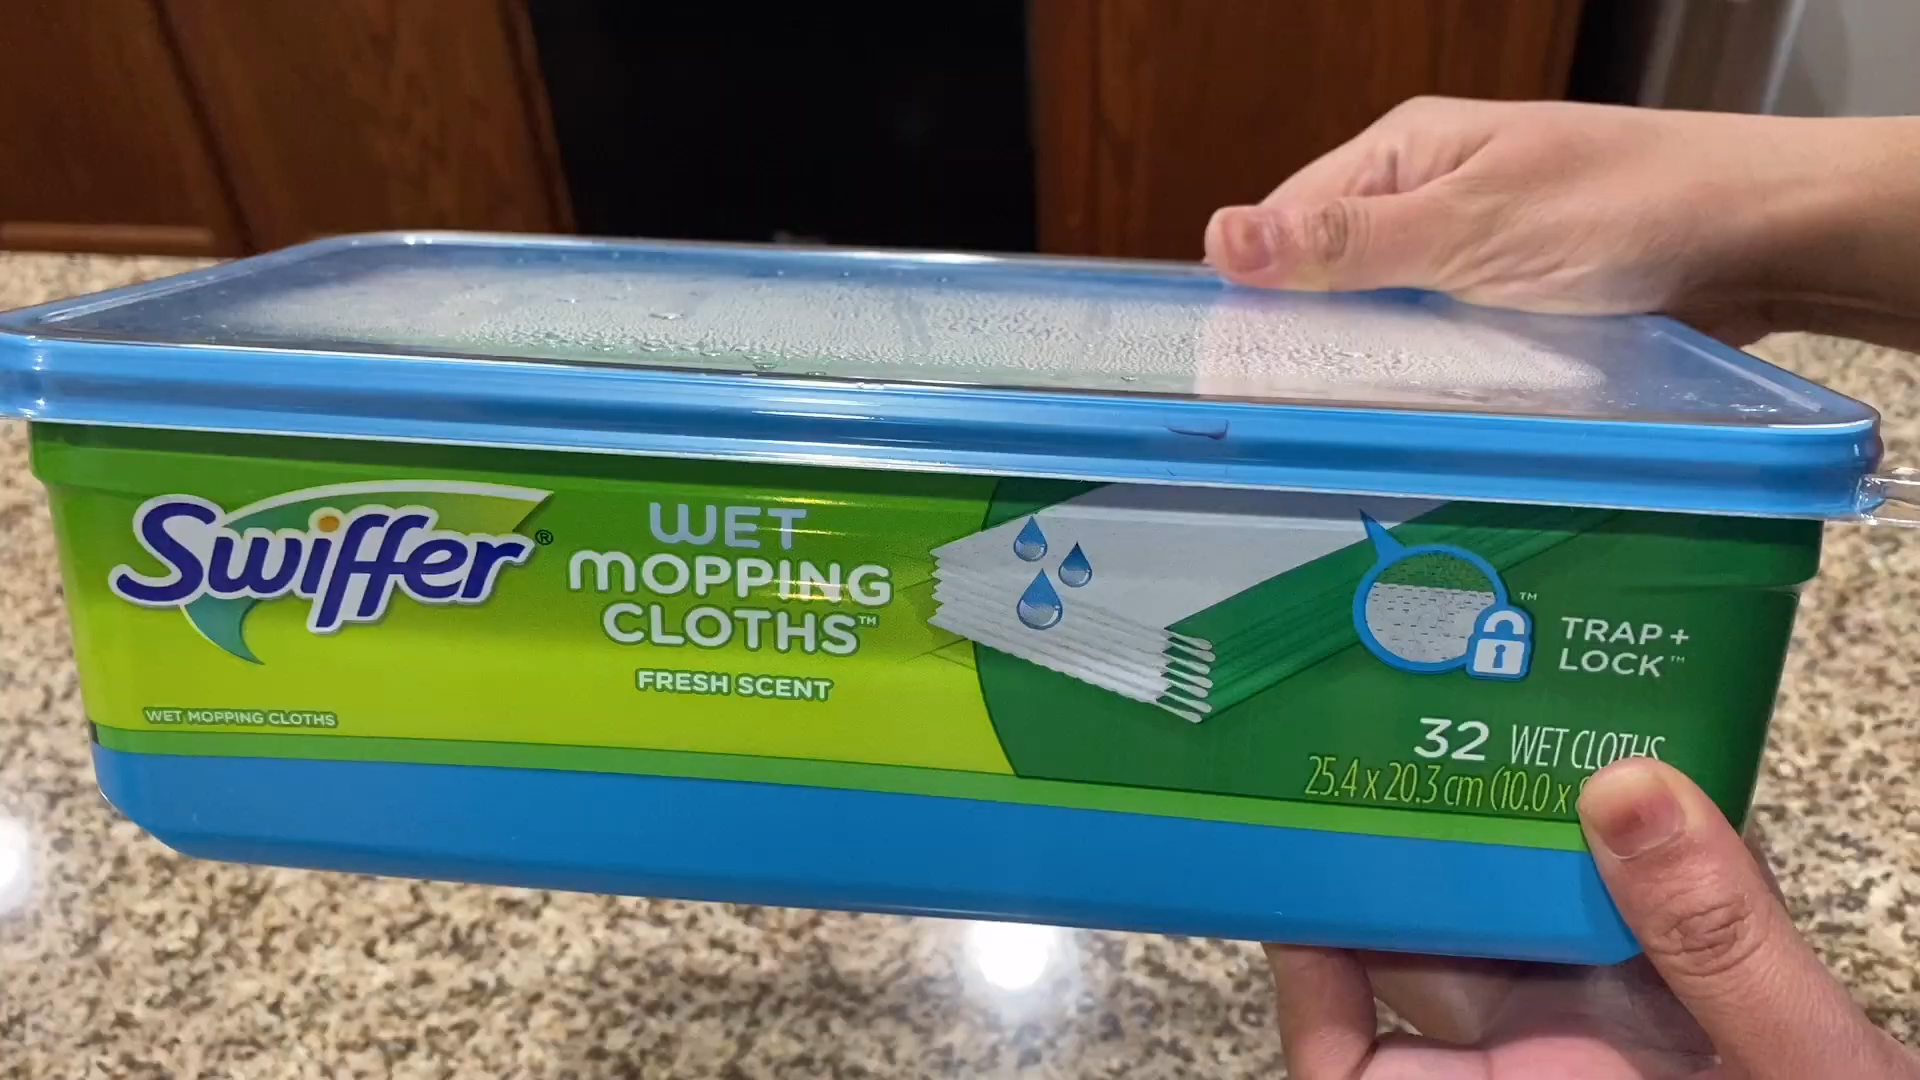 Swiffer®
WET
MOPPING
CLOTHS™
FRESH SCENT
WET MOPPING CLOTHS
™
TRAP +
LOCK™
32 WET CLOTHS
25.4 x 20.3 cm (10.0 x